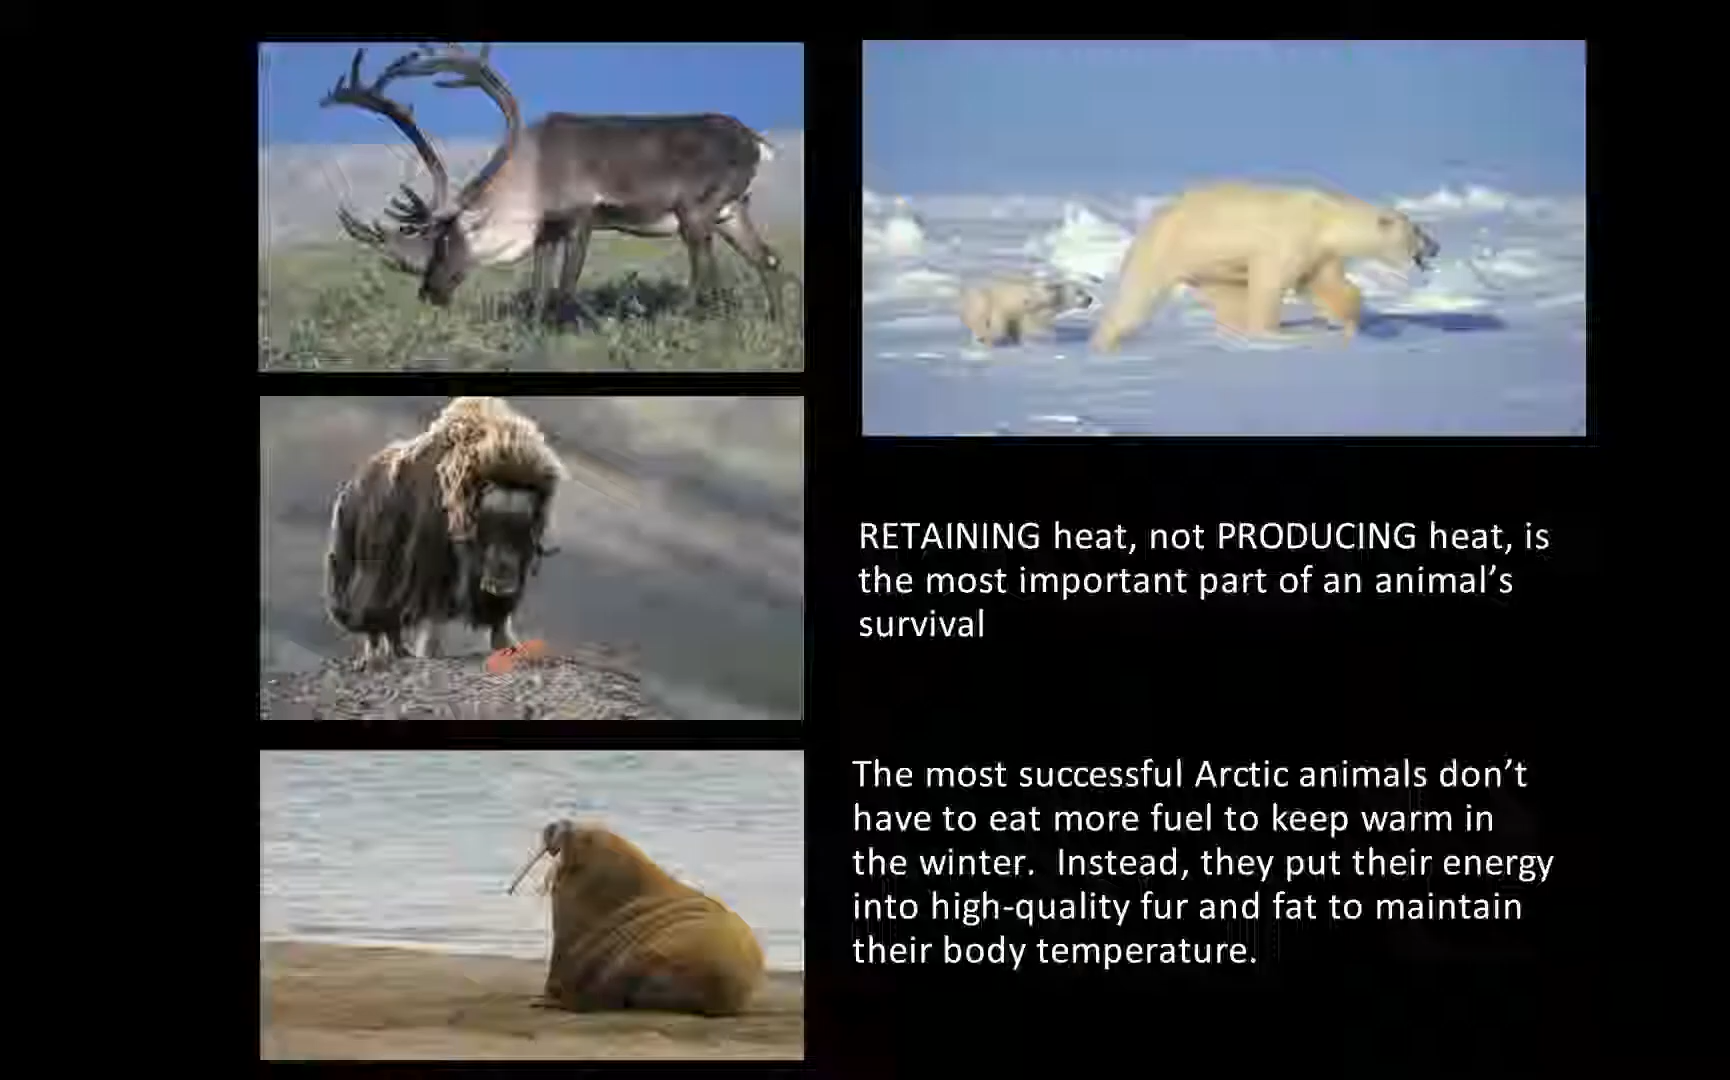 RETAINING heat, not PRODUCING heat, is
the most important part of an animal’s
survival
The most successful Arctic animals don’t
have to eat more fuel to keep warm in
the winter.  Instead, they put their energy
into high-quality fur and fat to maintain
their body temperature.